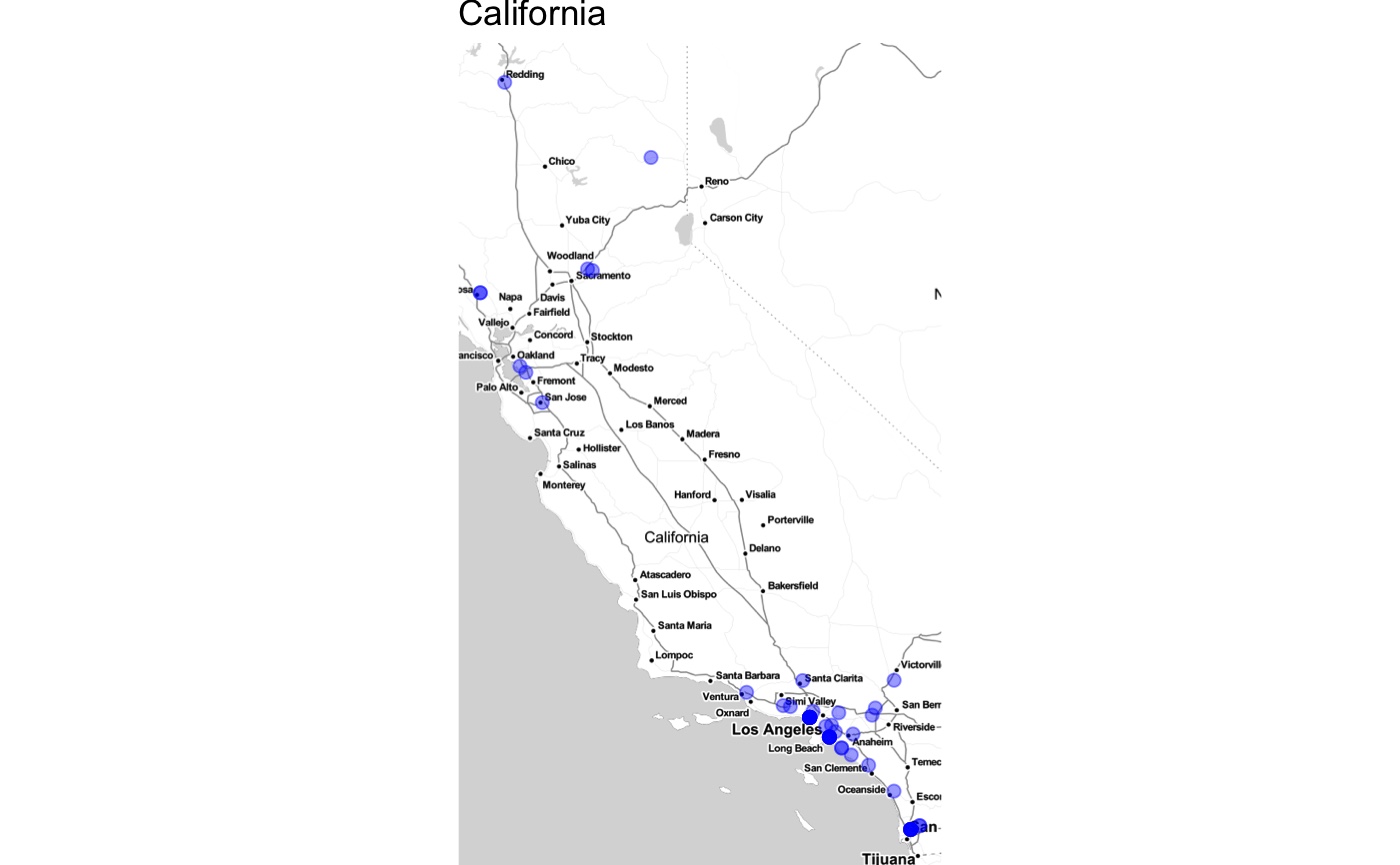 California
Redding
Chico
Reno
Yuba City
Carson City
Woodland
Sacramento
osa
Napa
Davis
N
Fairfield
Vallejo
Concord
Stockton
ancisco
Oakland
Tracy
Modesto
Palo Alto
Fremont
San Jose
Merced
Los Banos
Santa Cruz
Madera
Hollister
Fresno
Salinas
Monterey
Hanford
Visalia
Porterville
California
Delano
Atascadero
Bakersfield
San Luis Obispo
Santa Maria
Lompoc
Victorvill
Santa Barbara
Santa Clarita
Ventura
Simi Valley
San Bern
Oxnard
Los Angeles
Riverside
Anaheim
Long Beach
San Clemente
Temec
Oceanside
Escon
San
Tijuana